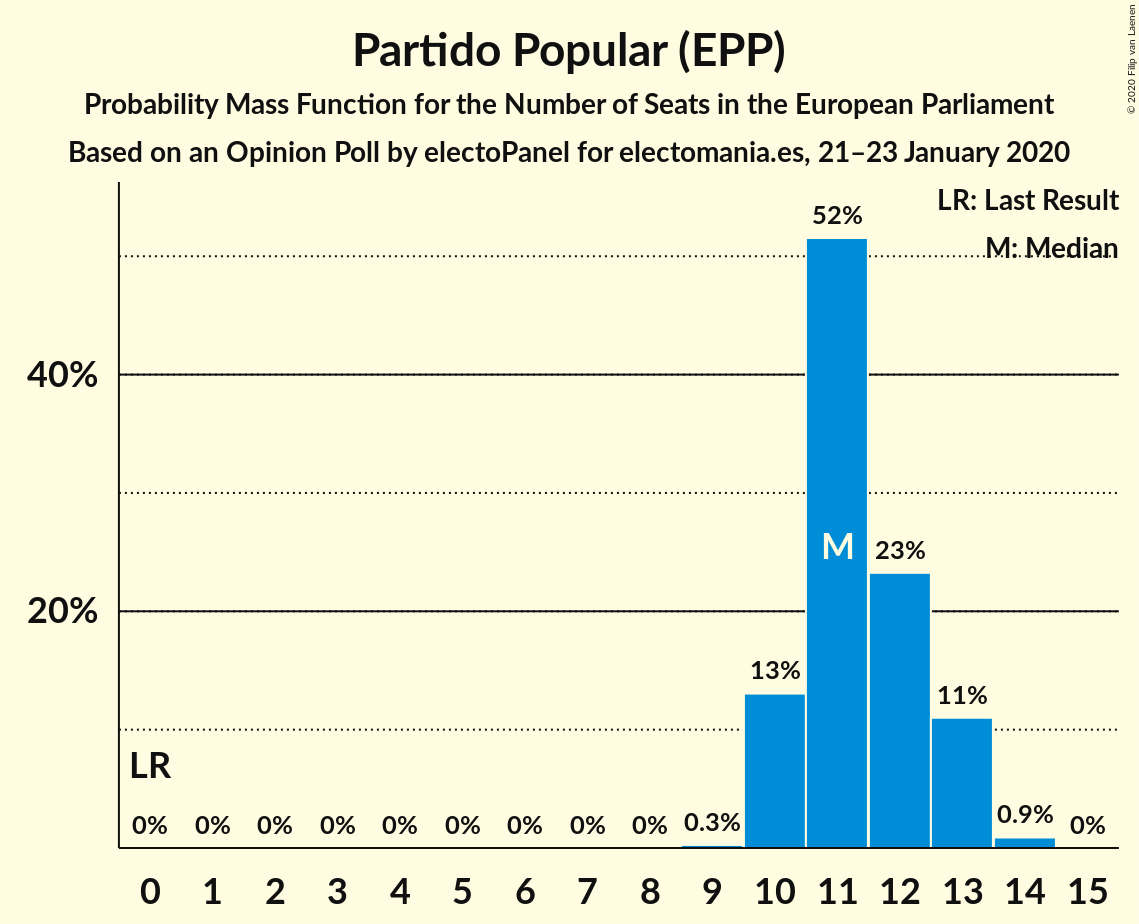 Partido Popular (EPP)
Probability Mass Function for the Number of Seats in the European Parliament
Based on an Opinion Poll by electoPanel for electomania.es, 21–23 January 2020
© 2020 Filip van Laenen
LR: Last Result
M: Median
52%
40%
M
23%
20%
13%
11%
LR
0% 0% 0% 0% 0% 0% 0% 0% 0% 0.3% 0.9% 0%
0 1 2 3 4 5 6 7 8 9 10 11 12 13 14 15